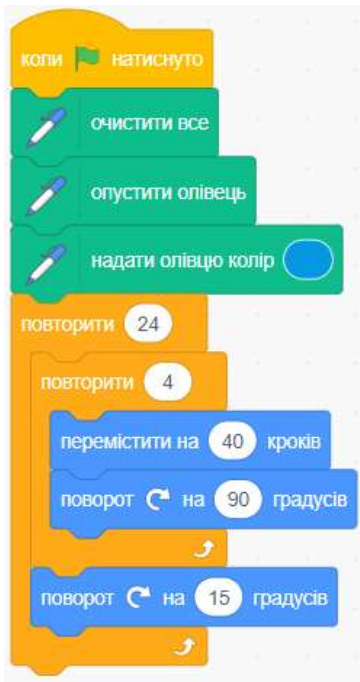 коли натиснуто
очистити все
опустити олівець
надати олівцю колір
повторити 24
повторити 4
перемістити на 40 кроків
поворот на 90 градусів
поворот на 15 градусів